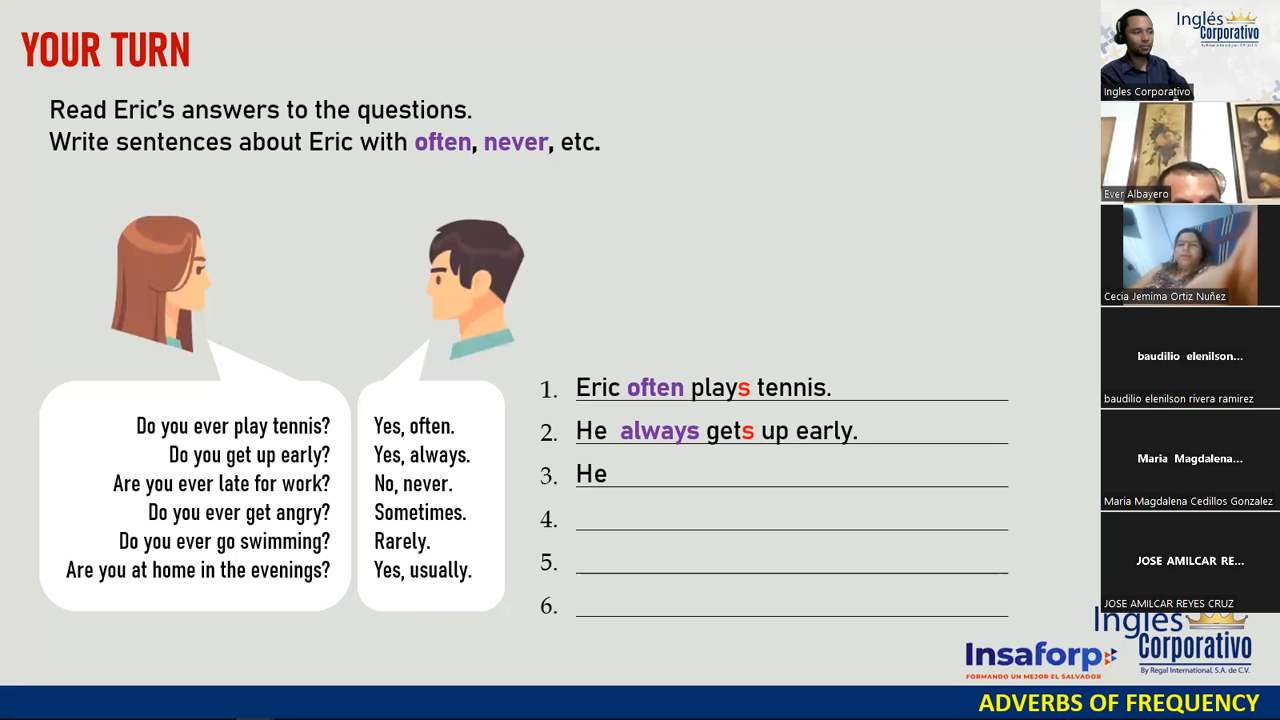 YOUR TURN
Read Eric's answers to the questions.
Write sentences about Eric with often, never, etc.
Do you ever play tennis?
Do you get up early?
Are you ever late for work?
Do you ever get angry?
Do you ever go swimming?
Are you at home in the evenings?
Yes, often.
Yes, always.
No, never.
Sometimes.
Rarely.
Yes, usually.
1. Eric often plays tennis.
2. He always gets up early.
3. He
4.
5.
6.
Inglés
Corporativo
By Regal International, S.A. de C.V.
Ingles Corporativo
Ever Albayero
Cecia Jemima Ortiz Nuñez
baudilio elenilson...
baudilio elenilson rivera ramirez
Maria Magdalena...
Maria Magdalena Cedillos Gonzalez
JOSE AMILCAR RE...
JOSE AMILCAR REYES CRUZ
Insaforp
FORMANDO UN MEJOR EL SALVADOR
Inglés
Corporativo
By Regal International, S.A. de C.V.
ADVERBS OF FREQUENCY